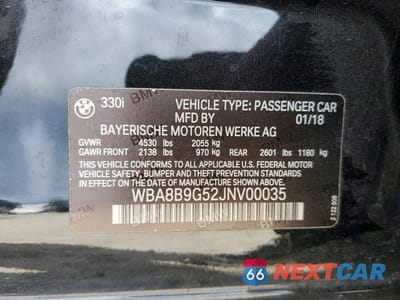 330i VEHICLE TYPE: PASSENGER CAR
MFD BY 01/18
BAYERISCHE MOTOREN WERKE AG
GVWR 4530 lbs 2055 kg
GAWR FRONT 2138 lbs 970 kg REAR 2601 lbs 1180 kg
THIS VEHICLE CONFORMS TO ALL APPLICABLE FEDERAL MOTOR VEHICLE
SAFETY, BUMPER AND THEFT PREVENTION STANDARDS IN EFFECT
ON THE DATE OF MANUFACTURE SHOWN ABOVE.
WBA8B9G52JNV00035
66 NEXTCAR